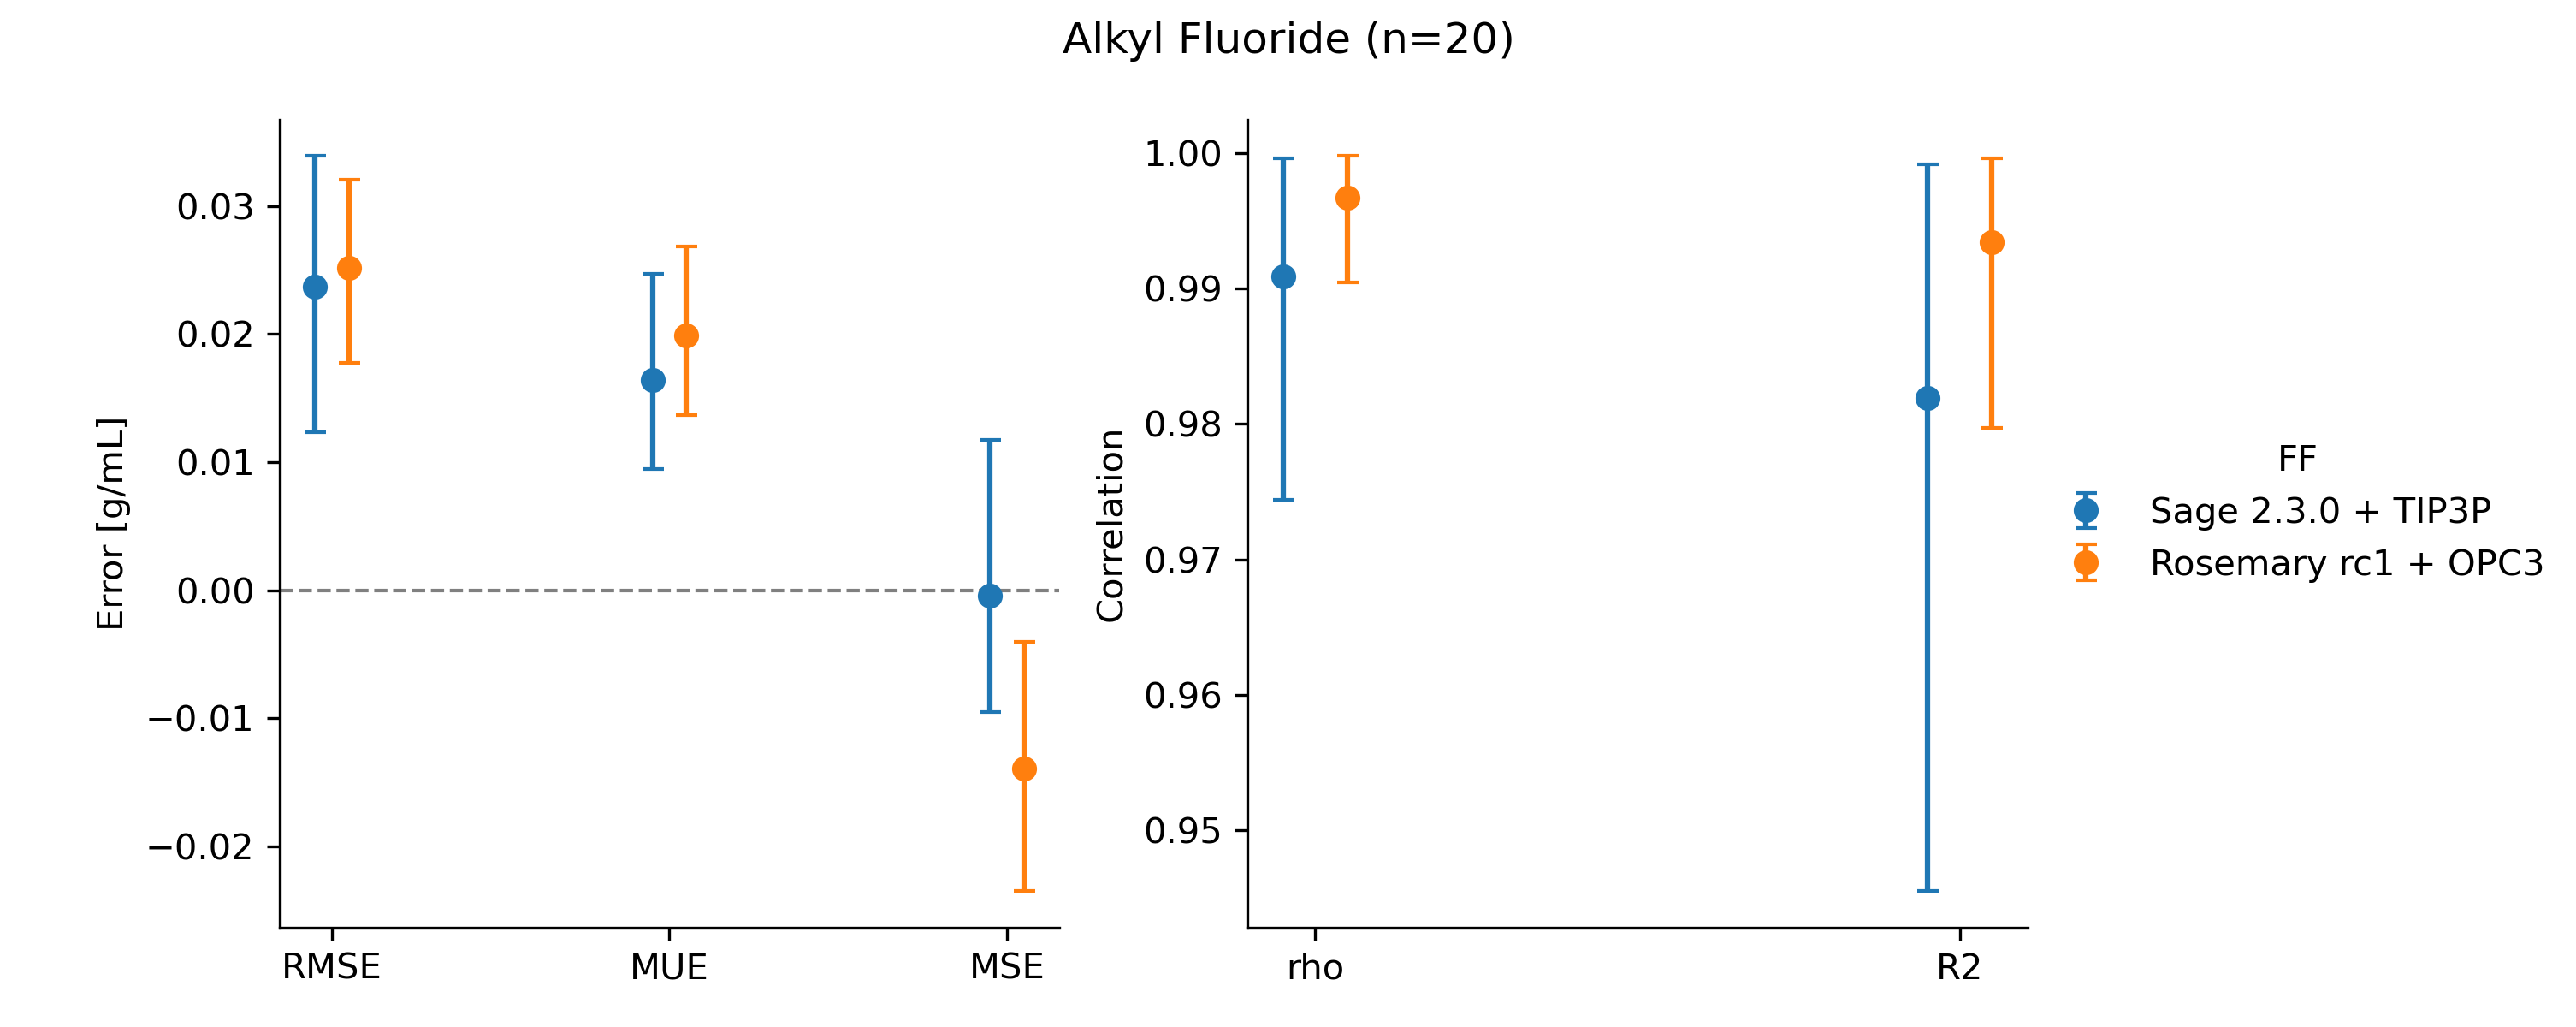 Alkyl Fluoride (n=20)
Error [g/mL]
0.03
0.02
0.01
0.00
−0.01
−0.02
RMSE
MUE
MSE
Correlation
1.00
0.99
0.98
0.97
0.96
0.95
rho
R2
FF
Sage 2.3.0 + TIP3P
Rosemary rc1 + OPC3